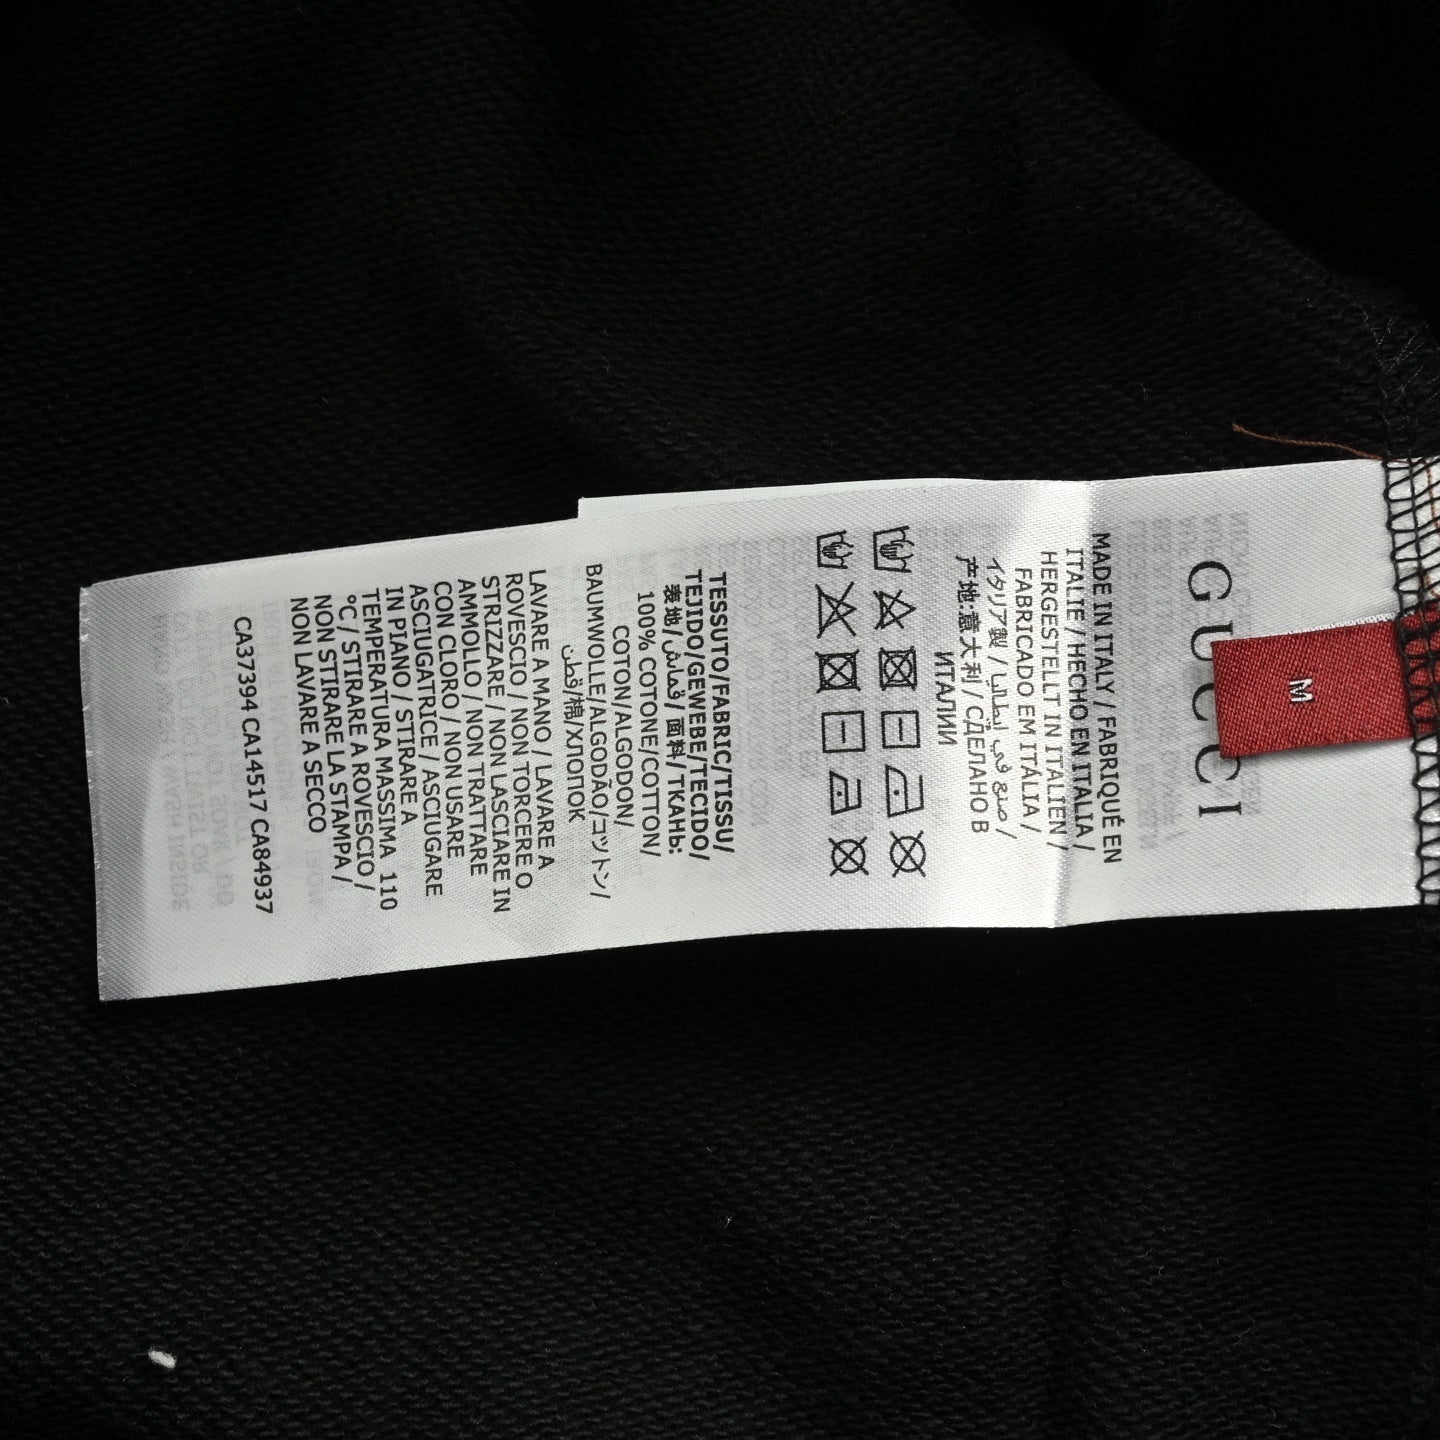 GUCCI
M
MADE IN ITALY / FABRIQUÉ EN
ITALIE / HECHO EN ITALIA /
HERGESTELLT IN ITALIEN /
FABRICADO EM ITÁLIA /
イタリア製 / صنع في إيطاليا /
产地:意大利 / СДЕЛАНО В
ИТАЛИИ
TESSUTO/FABRIC/TISSU/
TEJIDO/GEWEBE/TECIDO/
表地/قماش/ 面料/ ТКАНЬ:
100% COTONE/COTTON/
COTON/ALGODON/
BAUMWOLLE/ALGODÃO/コットン/
قطن/棉/ХЛОПОК
LAVARE A MANO / LAVARE A
ROVESCIO / NON TORCERE O
STRIZZARE / NON LASCIARE IN
AMMOLLO / NON TRATTARE
CON CLORO / NON USARE
ASCIUGATRICE / ASCIUGARE
IN PIANO / STIRARE A
TEMPERATURA MASSIMA 110
°C / STIRARE A ROVESCIO /
NON STIRARE LA STAMPA /
NON LAVARE A SECCO
CA37394 CA14517 CA84937